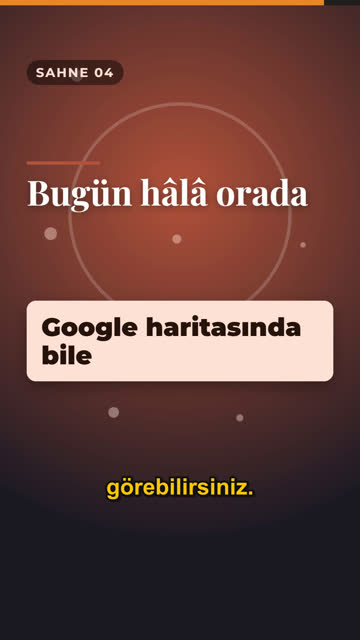 SAHNE 04
Bugün hâlâ orada
Google haritasında
bile
görebilirsiniz.